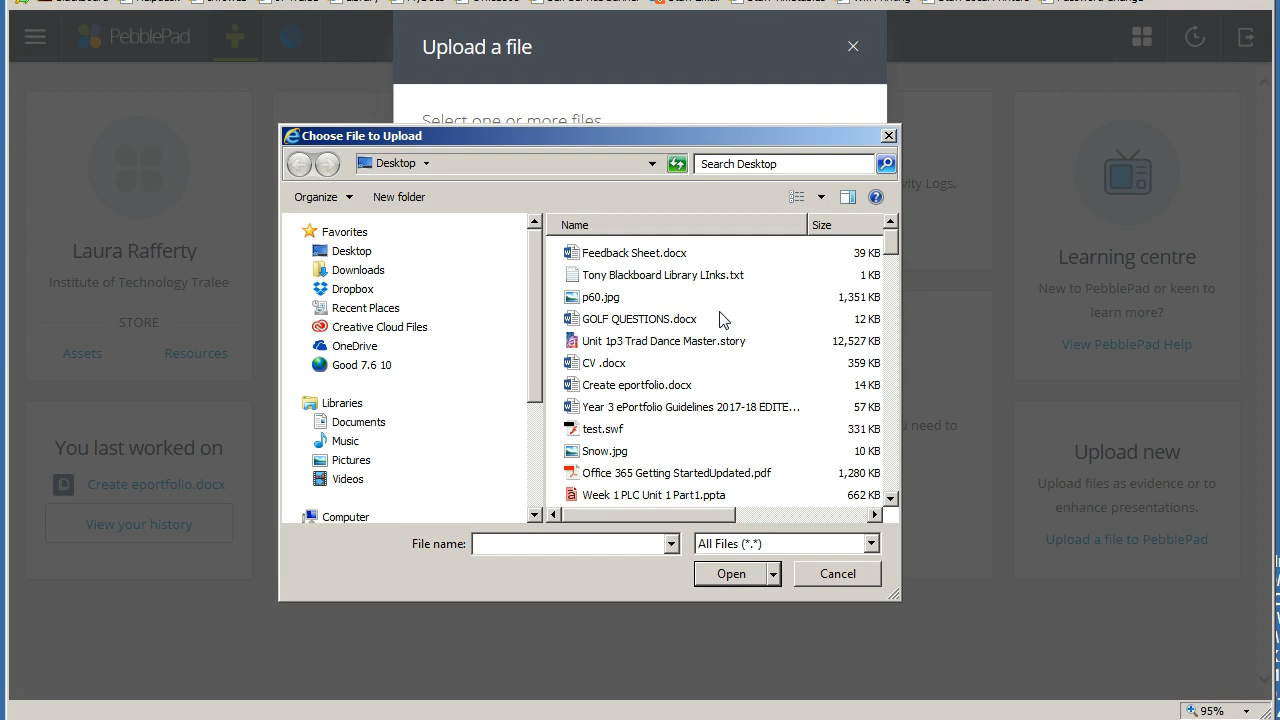 PebblePad
Upload a file
Select one or more files
Laura Rafferty
Institute of Technology Tralee
STORE
Assets
Resources
You last worked on
Create eportfolio.docx
View your history
Choose File to Upload
Desktop
Search Desktop
Organize
New folder
Favorites
Desktop
Downloads
Dropbox
Recent Places
Creative Cloud Files
OneDrive
Good 7.6 10
Libraries
Documents
Music
Pictures
Videos
Computer
Name Size
Feedback Sheet.docx 39 KB
Tony Blackboard Library LInks.txt 1 KB
p60.jpg 1,351 KB
GOLF QUESTIONS.docx 12 KB
Unit 1p3 Trad Dance Master.story 12,527 KB
CV .docx 359 KB
Create eportfolio.docx 14 KB
Year 3 ePortfolio Guidelines 2017-18 EDITE... 57 KB
test.swf 331 KB
Snow.jpg 10 KB
Office 365 Getting StartedUpdated.pdf 1,280 KB
Week 1 PLC Unit 1 Part1.ppta 662 KB
File name:
All Files (*.*)
Open
Cancel
Logs,
need to
Learning centre
New to PebblePad or keen to
learn more?
View PebblePad Help
Upload new
Upload files as evidence or to
enhance presentations.
Upload a file to PebblePad
95%